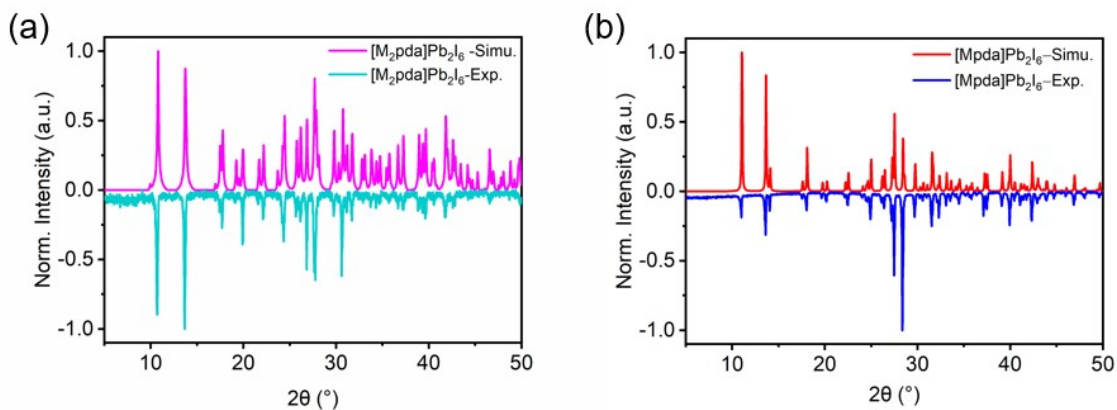 (a)
[M₂pda]Pb₂I₆ -Simu.
[M₂pda]Pb₂I₆-Exp.
Norm. Intensity (a.u.)
1.0
0.5
0.0
-0.5
-1.0
10 20 30 40 50
2θ (°)
(b)
[Mpda]Pb₂I₆–Simu.
[Mpda]Pb₂I₆–Exp.
Norm. Intensity (a.u.)
1.0
0.5
0.0
-0.5
-1.0
10 20 30 40 50
2θ (°)